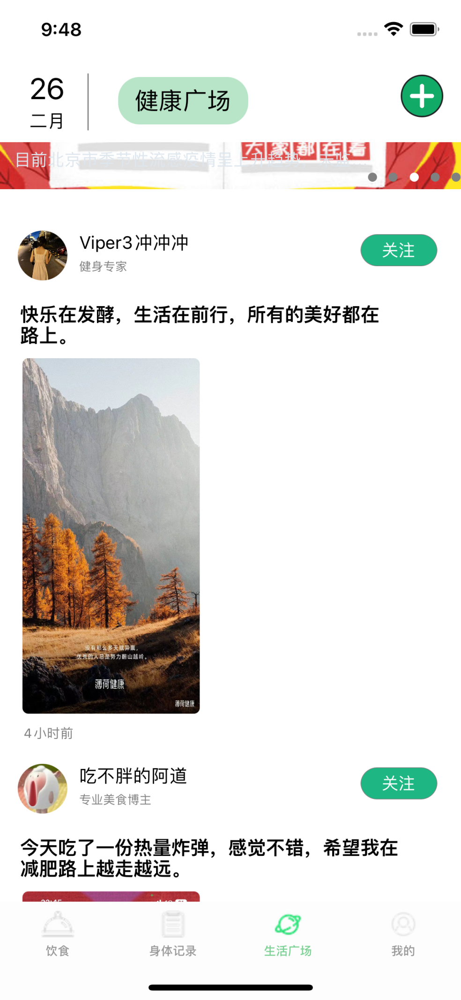 9:48
26
二月
健康广场
大家都在看
目前北京市季节性流感疫情呈上升趋势
Viper3冲冲冲
健身专家
关注
快乐在发酵，生活在前行，所有的美好都在
路上。
没有那么多天赋异禀，
优秀的人总是努力翻山越岭。
薄荷健康
薄荷健康
4小时前
吃不胖的阿道
专业美食博主
关注
今天吃了一份热量炸弹，感觉不错，希望我在
减肥路上越走越远。
饮食
身体记录
生活广场
我的